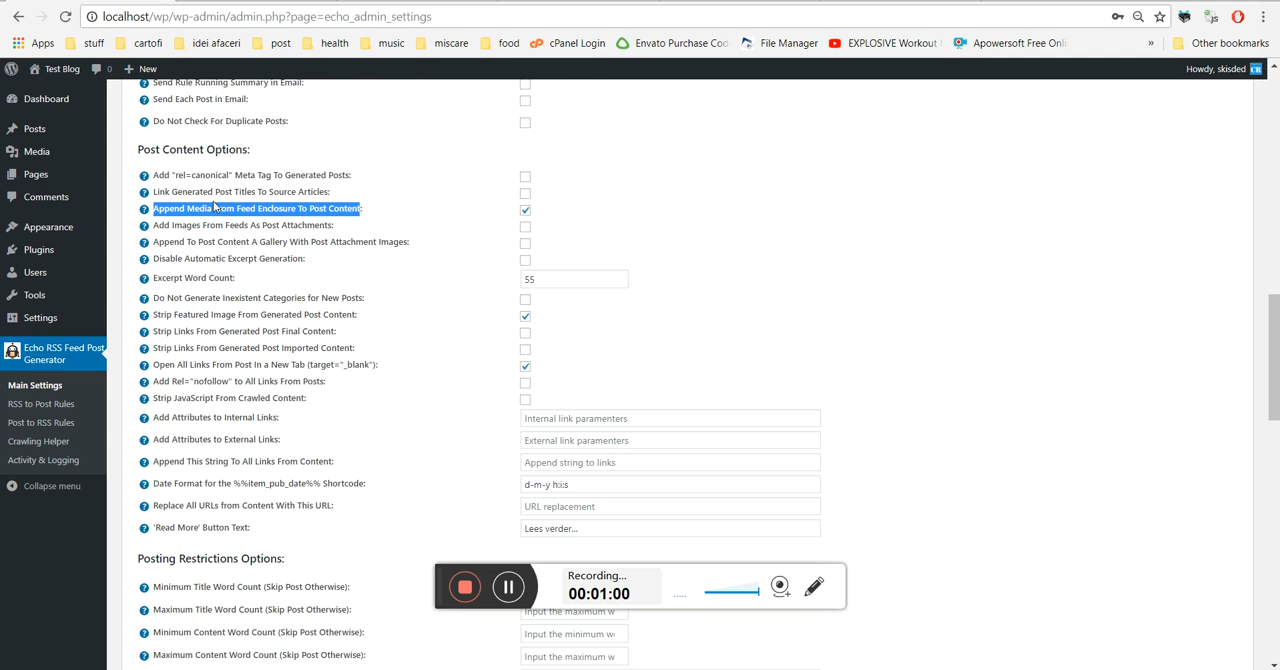 localhost/wp/wp-admin/admin.php?page=echo_admin_settings
Apps stuff cartofi idei afaceri post health music miscare food cPanel Login Envato Purchase Cod File Manager EXPLOSIVE Workout Apowersoft Free Onli » Other bookmarks
Test Blog 0 + New Howdy, skisded
Dashboard
Posts
Media
Pages
Comments
Appearance
Plugins
Users
Tools
Settings
Echo RSS Feed Post
Generator
Main Settings
RSS to Post Rules
Post to RSS Rules
Crawling Helper
Activity & Logging
Collapse menu
Send Rule Running Summary in Email:
Send Each Post in Email:
Do Not Check For Duplicate Posts:
Post Content Options:
Add "rel=canonical" Meta Tag To Generated Posts:
Link Generated Post Titles To Source Articles:
Append Media From Feed Enclosure To Post Content:
Add Images From Feeds As Post Attachments:
Append To Post Content A Gallery With Post Attachment Images:
Disable Automatic Excerpt Generation:
Excerpt Word Count: 55
Do Not Generate Inexistent Categories for New Posts:
Strip Featured Image From Generated Post Content:
Strip Links From Generated Post Final Content:
Strip Links From Generated Post Imported Content:
Open All Links From Post In a New Tab (target="_blank"):
Add Rel="nofollow" to All Links From Posts:
Strip JavaScript From Crawled Content:
Add Attributes to Internal Links: Internal link paramenters
Add Attributes to External Links: External link paramenters
Append This String To All Links From Content: Append string to links
Date Format for the %%item_pub_date%% Shortcode: d-m-y h:i:s
Replace All URLs from Content With This URL: URL replacement
'Read More' Button Text: Lees verder...
Posting Restrictions Options:
Minimum Title Word Count (Skip Post Otherwise):
Maximum Title Word Count (Skip Post Otherwise): Input the maximum w
Minimum Content Word Count (Skip Post Otherwise): Input the minimum w
Maximum Content Word Count (Skip Post Otherwise): Input the maximum w
Recording...
00:01:00